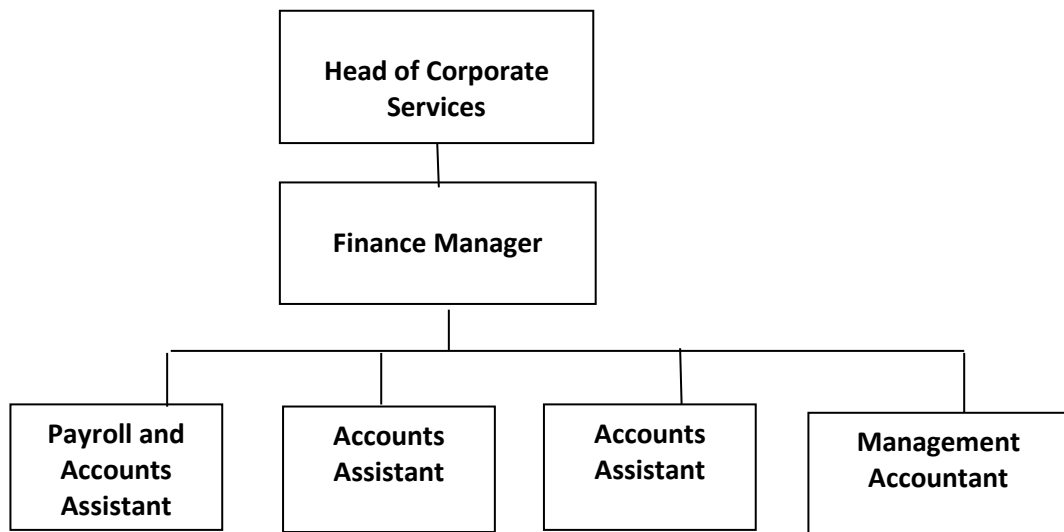 Head of Corporate
Services
Finance Manager
Payroll and
Accounts
Assistant
Accounts
Assistant
Accounts
Assistant
Management
Accountant